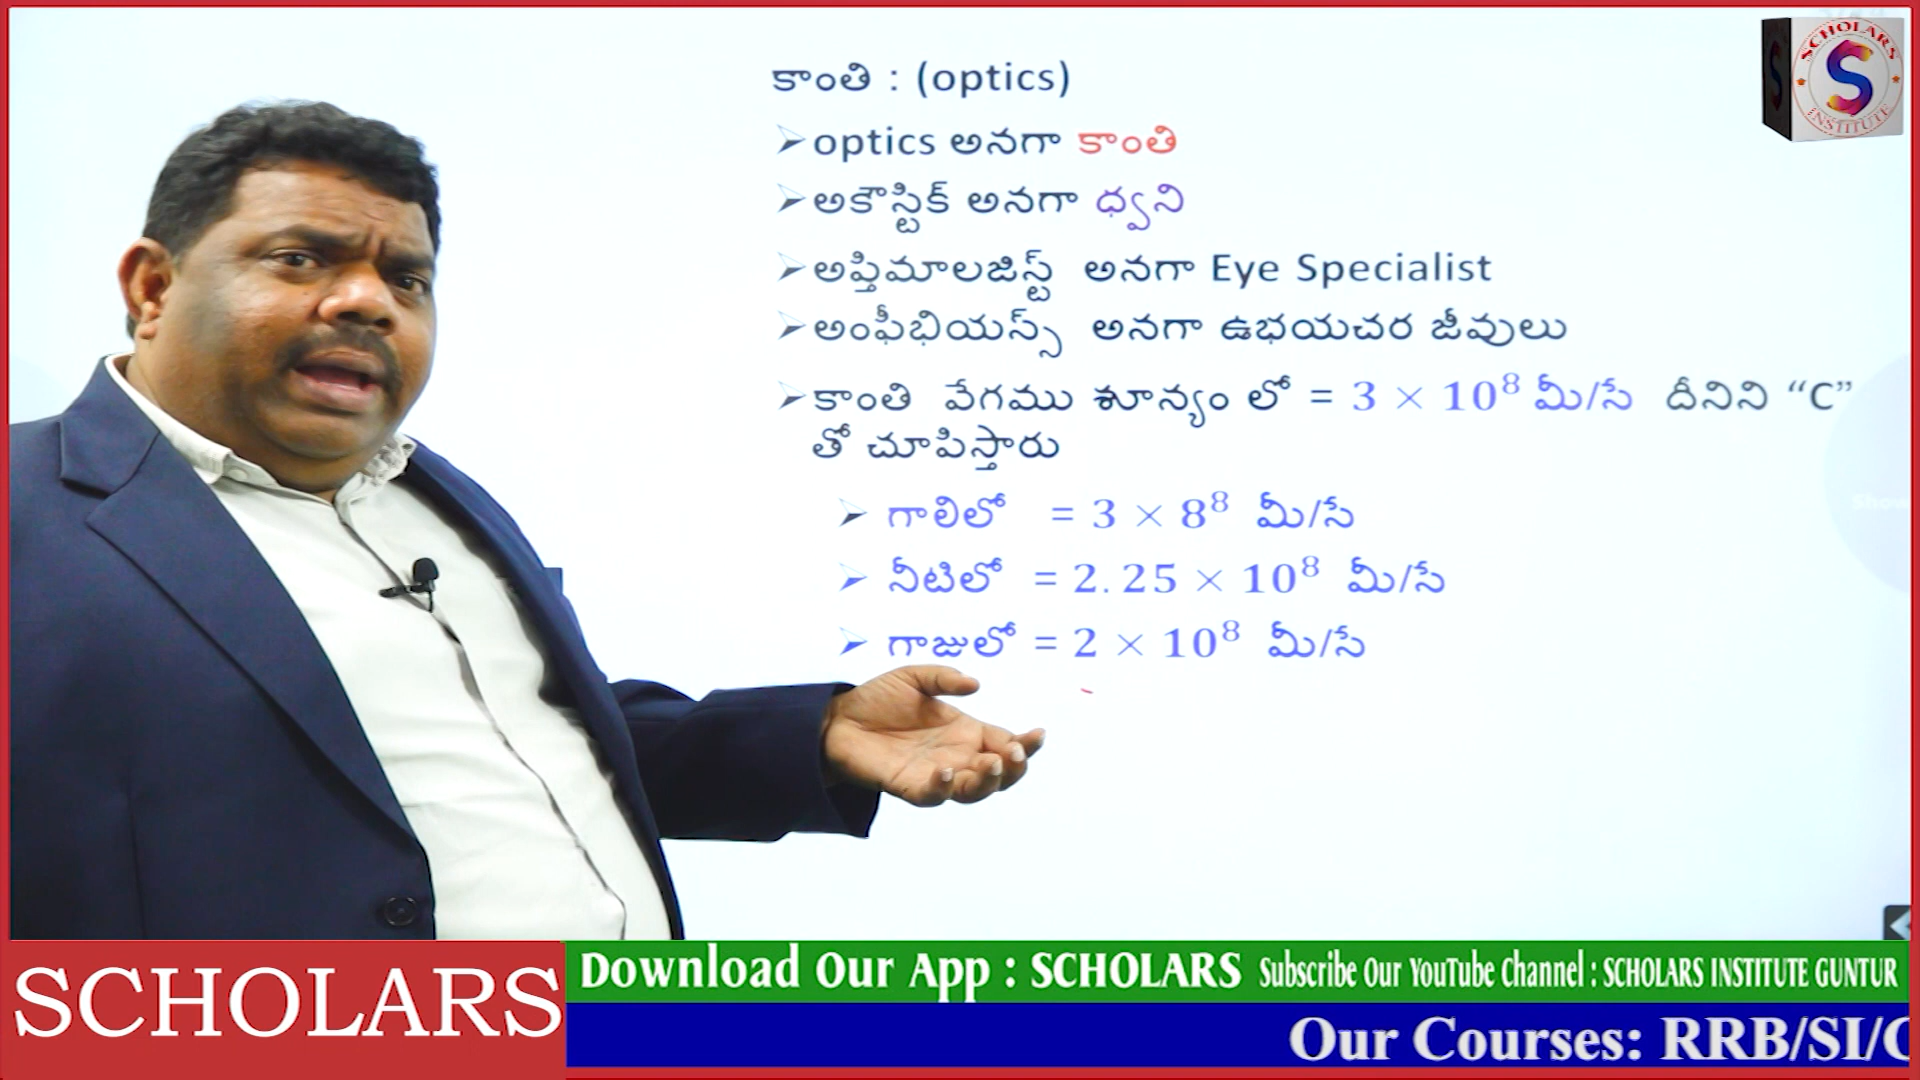 కాంతి : (optics)
➢optics అనగా కాంతి
➢అకౌస్టిక్ అనగా ధ్వని
➢అప్తిమాలజిస్ట్ అనగా Eye Specialist
➢అంఫీభియస్స్ అనగా ఉభయచర జీవులు
➢కాంతి వేగము శూన్యం లో = 3 × 10⁸ మీ/సే దీనిని “C”
తో చూపిస్తారు
➢ గాలిలో = 3 × 8⁸ మీ/సే
➢ నీటిలో = 2.25 × 10⁸ మీ/సే
➢ గాజులో = 2 × 10⁸ మీ/సే
SCHOLARS
S
INSTITUTE
SCHOLARS
Download Our App : SCHOLARS Subscribe Our YouTube Channel : SCHOLARS INSTITUTE GUNTUR
Our Courses: RRB/SI/